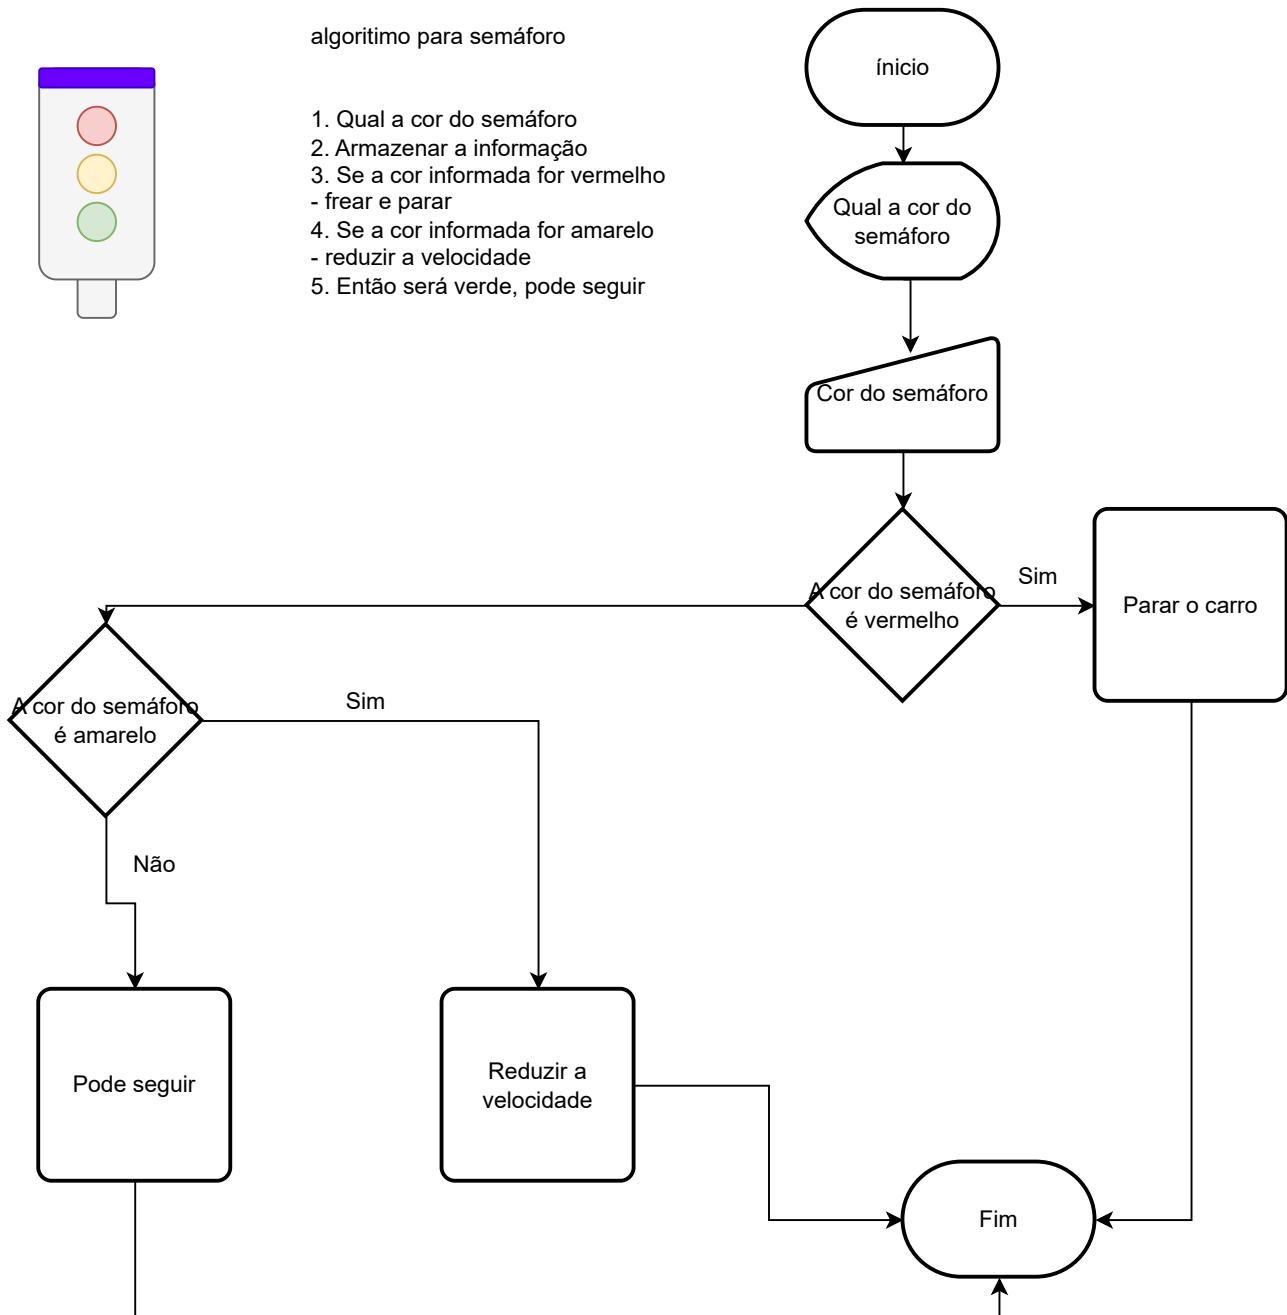 algoritimo para semáforo
1. Qual a cor do semáforo
2. Armazenar a informação
3. Se a cor informada for vermelho
- frear e parar
4. Se a cor informada for amarelo
- reduzir a velocidade
5. Então será verde, pode seguir
ínicio
Qual a cor do
semáforo
Cor do semáforo
A cor do semáforo
é vermelho
Sim
Parar o carro
A cor do semáforo
é amarelo
Sim
Não
Pode seguir
Reduzir a
velocidade
Fim